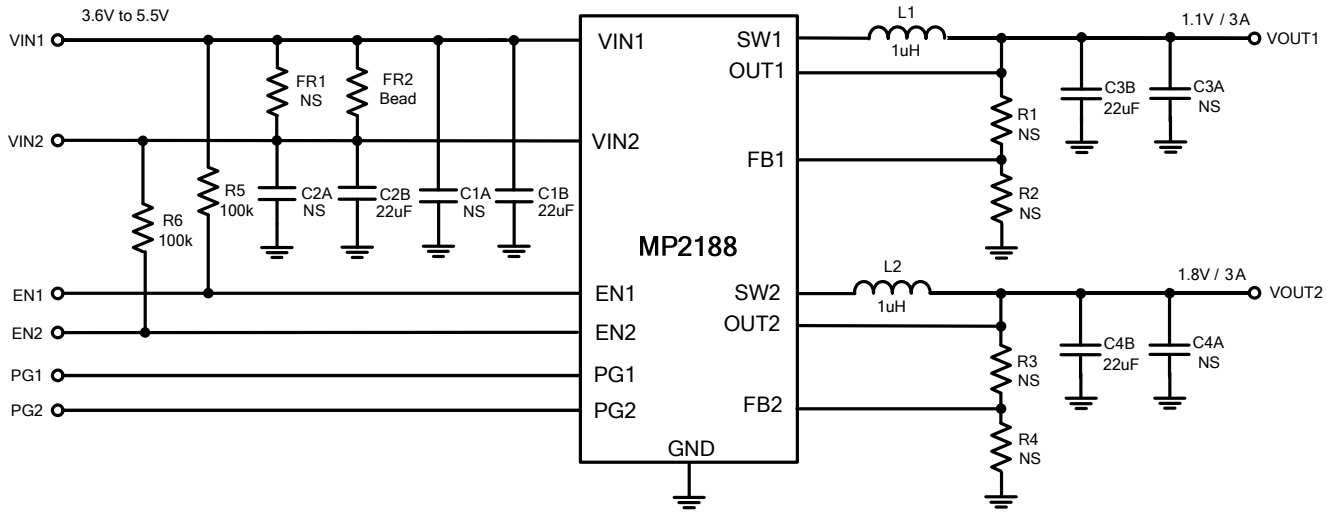 3.6V to 5.5V
VIN1
VIN2
FR1
NS
FR2
Bead
R5
100k
R6
100k
C2A
NS
C2B
22uF
C1A
NS
C1B
22uF
EN1
EN2
PG1
PG2
VIN1
VIN2
EN1
EN2
PG1
PG2
MP2188
GND
SW1
OUT1
FB1
SW2
OUT2
FB2
L1
1uH
1.1V / 3A
VOUT1
R1
NS
R2
NS
C3B
22uF
C3A
NS
L2
1uH
1.8V / 3A
VOUT2
R3
NS
R4
NS
C4B
22uF
C4A
NS